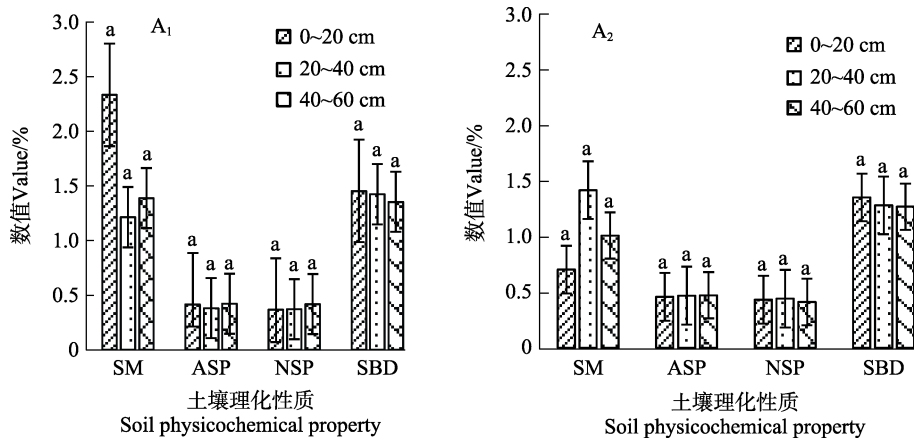 A₁
3.0
2.5
2.0
1.5
1.0
0.5
0
数值Value/%
0~20 cm
20~40 cm
40~60 cm
a a a
a a a
a a a
a a a
SM ASP NSP SBD
土壤理化性质
Soil physicochemical property
A₂
3.0
2.5
2.0
1.5
1.0
0.5
0
数值Value/%
0~20 cm
20~40 cm
40~60 cm
a a a
a a a
a a a
a a a
SM ASP NSP SBD
土壤理化性质
Soil physicochemical property